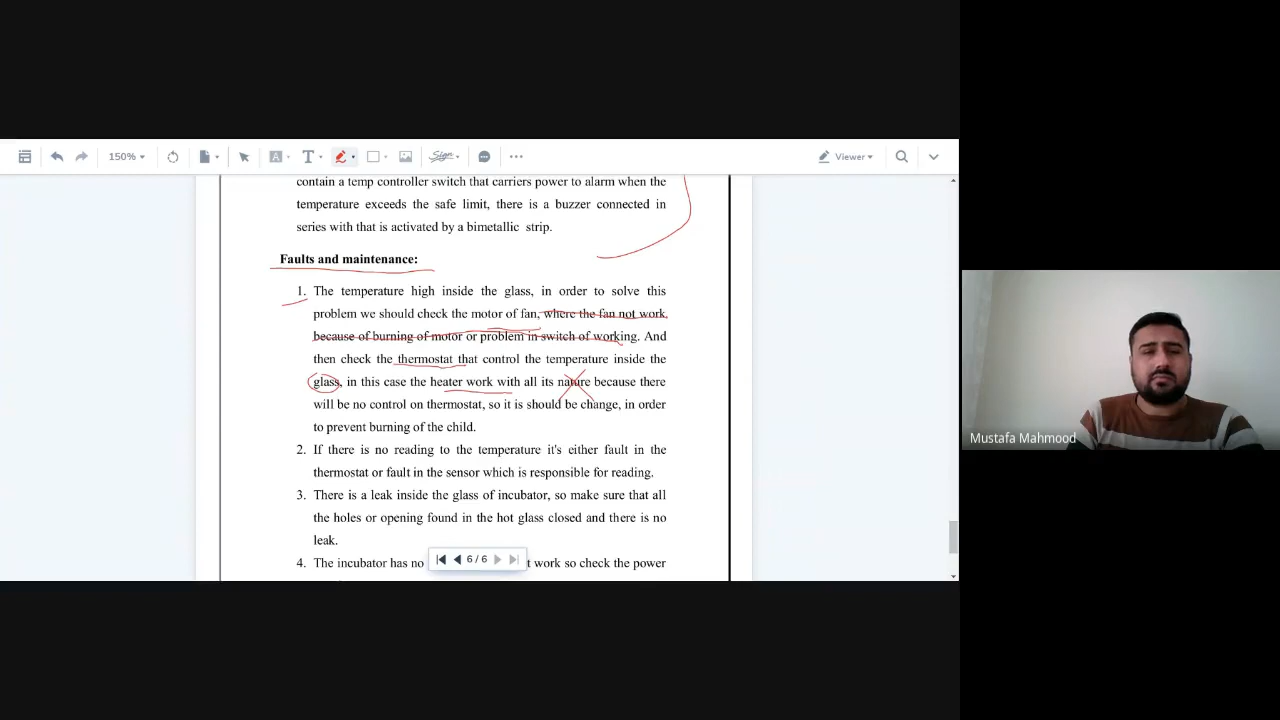 150%
Sign
Viewer
contain a temp controller switch that carriers power to alarm when the
temperature exceeds the safe limit, there is a buzzer connected in
series with that is activated by a bimetallic strip.
Faults and maintenance:
1. The temperature high inside the glass, in order to solve this
problem we should check the motor of fan, where the fan not work
because of burning of motor or problem in switch of working. And
then check the thermostat that control the temperature inside the
glass, in this case the heater work with all its nature because there
will be no control on thermostat, so it is should be change, in order
to prevent burning of the child.
2. If there is no reading to the temperature it's either fault in the
thermostat or fault in the sensor which is responsible for reading.
3. There is a leak inside the glass of incubator, so make sure that all
the holes or opening found in the hot glass closed and there is no
leak.
4. The incubator has no t work so check the power
6 / 6
Mustafa Mahmood